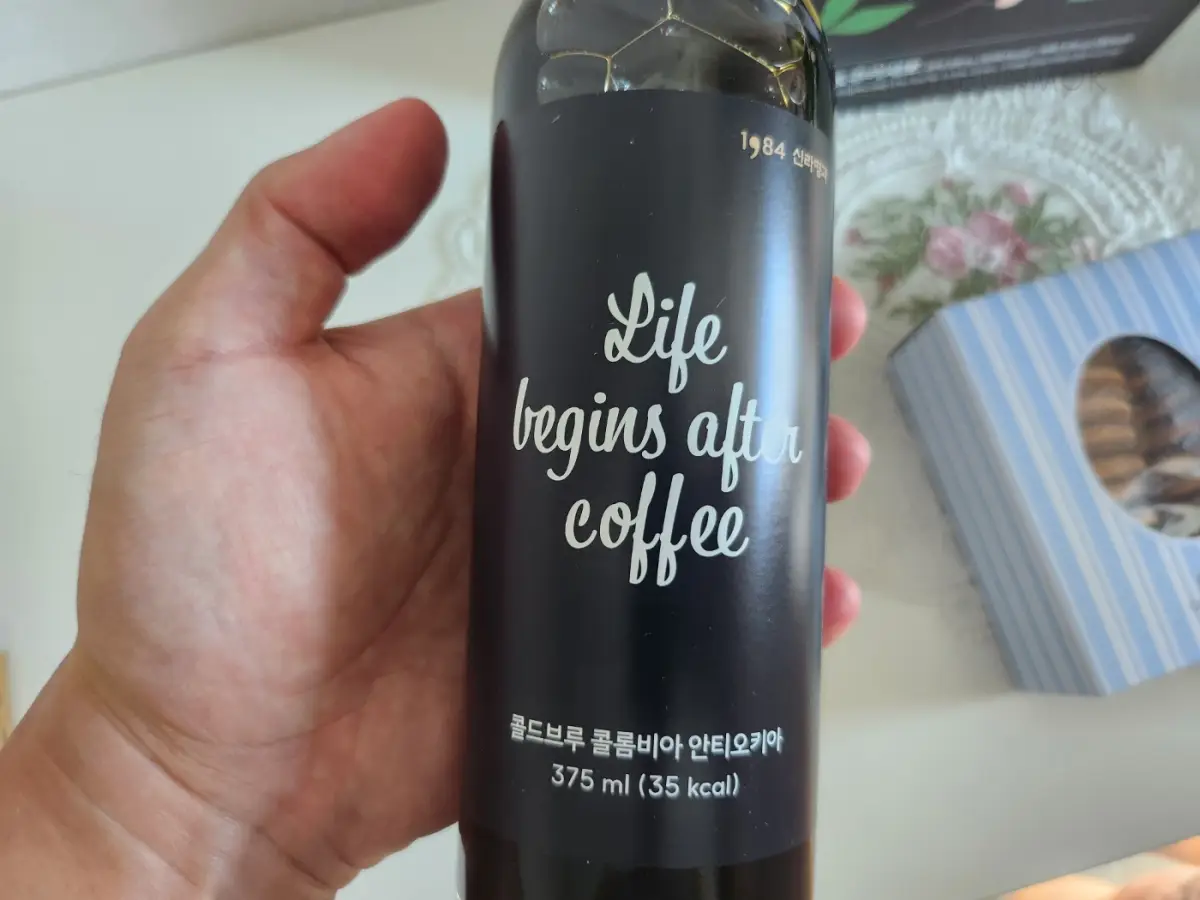 1984 신라명과
Life
begins after
coffee
콜드브루 콜롬비아 안티오키아
375 ml (35 kcal)